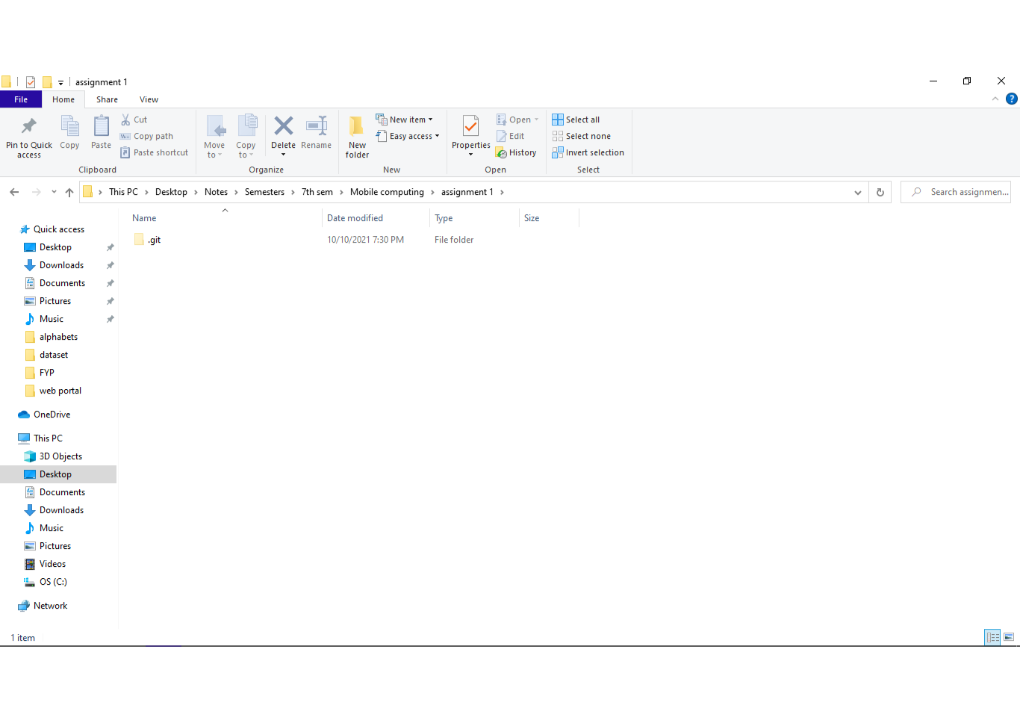 assignment 1
File Home Share View
Pin to Quick access
Copy
Paste
Cut
Copy path
Paste shortcut
Clipboard
Move to
Copy to
Delete
Rename
Organize
New folder
New item
Easy access
New
Properties
Open
Edit
History
Open
Select all
Select none
Invert selection
Select
This PC > Desktop > Notes > Semesters > 7th sem > Mobile computing > assignment 1 >
Search assignmen...
Name Date modified Type Size
.git 10/10/2021 7:30 PM File folder
Quick access
Desktop
Downloads
Documents
Pictures
Music
alphabets
dataset
FYP
web portal
OneDrive
This PC
3D Objects
Desktop
Documents
Downloads
Music
Pictures
Videos
OS (C:)
Network
1 item